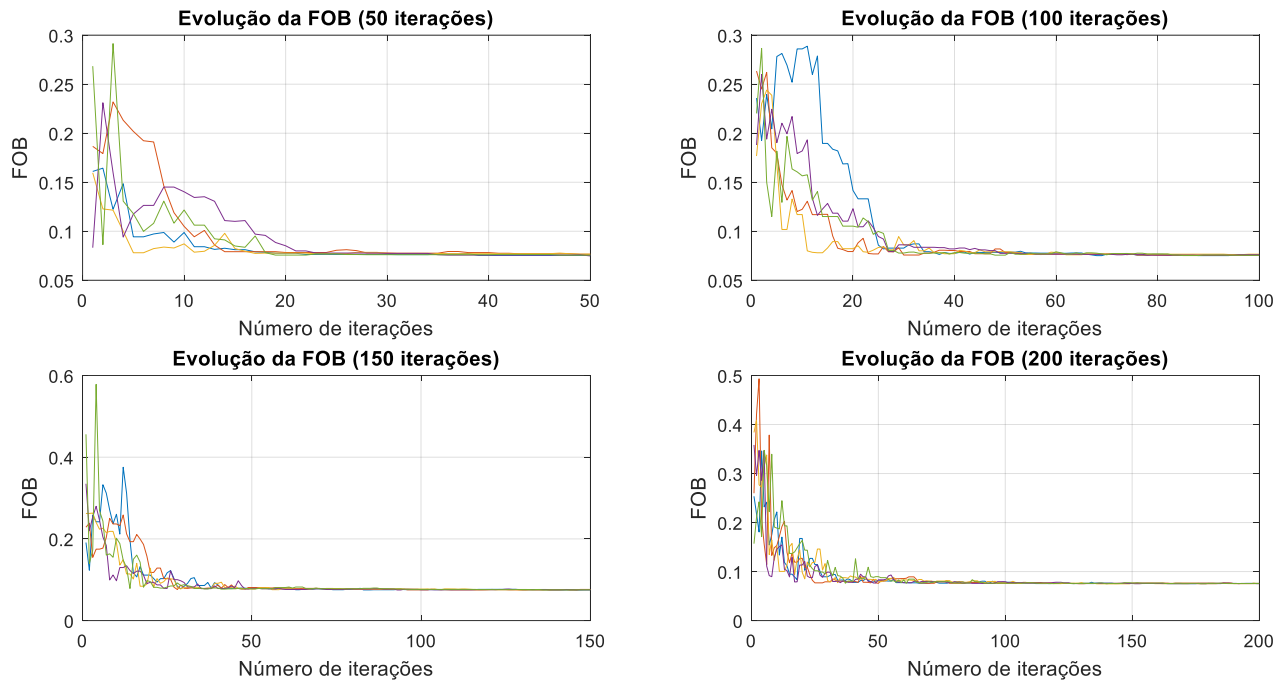 Evolução da FOB (50 iterações)
FOB
0.3
0.25
0.2
0.15
0.1
0.05
0 10 20 30 40 50
Número de iterações
Evolução da FOB (100 iterações)
FOB
0.3
0.25
0.2
0.15
0.1
0.05
0 20 40 60 80 100
Número de iterações
Evolução da FOB (150 iterações)
FOB
0.6
0.4
0.2
0
0 50 100 150
Número de iterações
Evolução da FOB (200 iterações)
FOB
0.5
0.4
0.3
0.2
0.1
0
0 50 100 150 200
Número de iterações